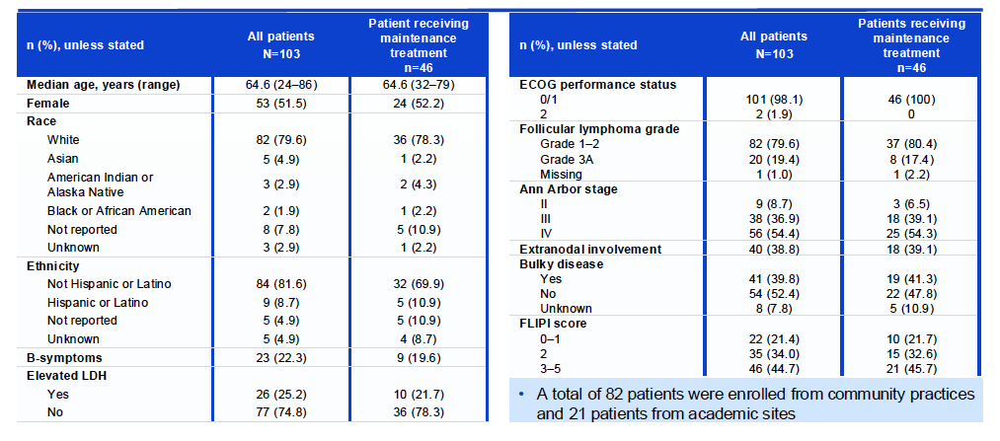 n (%), unless stated All patients N=103 Patient receiving maintenance treatment n=46
Median age, years (range) 64.6 (24–86) 64.6 (32–79)
Female 53 (51.5) 24 (52.2)
Race
White 82 (79.6) 36 (78.3)
Asian 5 (4.9) 1 (2.2)
American Indian or Alaska Native 3 (2.9) 2 (4.3)
Black or African American 2 (1.9) 1 (2.2)
Not reported 8 (7.8) 5 (10.9)
Unknown 3 (2.9) 1 (2.2)
Ethnicity
Not Hispanic or Latino 84 (81.6) 32 (69.9)
Hispanic or Latino 9 (8.7) 5 (10.9)
Not reported 5 (4.9) 5 (10.9)
Unknown 5 (4.9) 4 (8.7)
B-symptoms 23 (22.3) 9 (19.6)
Elevated LDH
Yes 26 (25.2) 10 (21.7)
No 77 (74.8) 36 (78.3)
n (%), unless stated All patients N=103 Patients receiving maintenance treatment n=46
ECOG performance status
0/1 101 (98.1) 46 (100)
2 2 (1.9) 0
Follicular lymphoma grade
Grade 1–2 82 (79.6) 37 (80.4)
Grade 3A 20 (19.4) 8 (17.4)
Missing 1 (1.0) 1 (2.2)
Ann Arbor stage
II 9 (8.7) 3 (6.5)
III 38 (36.9) 18 (39.1)
IV 56 (54.4) 25 (54.3)
Extranodal involvement 40 (38.8) 18 (39.1)
Bulky disease
Yes 41 (39.8) 19 (41.3)
No 54 (52.4) 22 (47.8)
Unknown 8 (7.8) 5 (10.9)
FLIPI score
0–1 22 (21.4) 10 (21.7)
2 35 (34.0) 15 (32.6)
3–5 46 (44.7) 21 (45.7)
• A total of 82 patients were enrolled from community practices
and 21 patients from academic sites